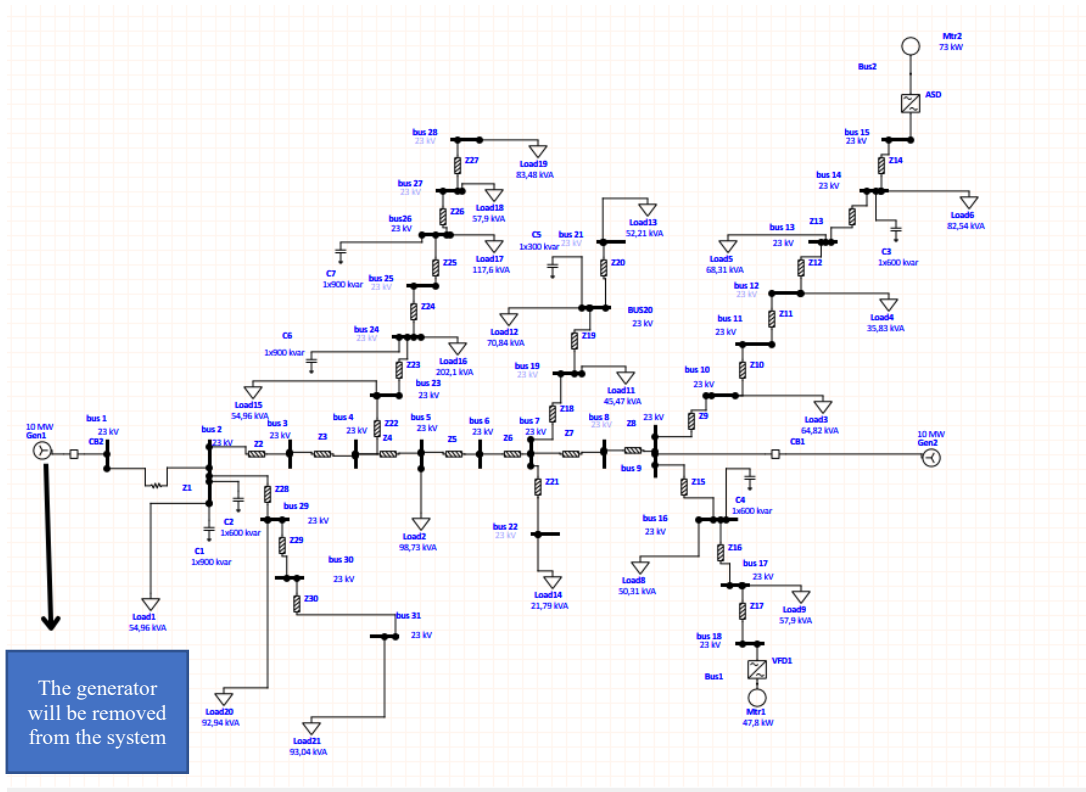 Mtr2
73 kW
Bus2
ASD
bus 15
23 kV
Z14
bus 14
23 kV
Load6
82,54 kVA
Z13
C3
1x600 kvar
bus 13
23 kV
Load5
68,31 kVA
Z12
bus 12
23 kV
Load4
35,83 kVA
Z11
bus 11
23 kV
Z10
bus 10
23 kV
Load3
64,82 kVA
Z9
bus 28
23 kV
Load19
83,48 kVA
Z27
bus 27
23 kV
Load18
57,9 kVA
Z26
bus26
23 kV
Load17
117,6 kVA
C7
1x900 kvar
Z25
bus 25
23 kV
Z24
bus 24
23 kV
C6
1x900 kvar
Load16
202,1 kVA
Z23
bus 23
23 kV
Load15
54,96 kVA
Z22
Load13
52,21 kVA
C5
1x300 kvar
bus 21
23 kV
Z20
BUS20
23 kV
Load12
70,84 kVA
Z19
bus 19
23 kV
Load11
45,47 kVA
Z18
10 MW
Gen1
CB2
bus 1
23 kV
Z1
bus 2
23 kV
Z2
bus 3
23 kV
Z3
bus 4
23 kV
Z4
bus 5
23 kV
Z5
bus 6
23 kV
Z6
bus 7
23 kV
Z7
bus 8
23 kV
Z8
23 kV
bus 9
CB1
10 MW
Gen2
C2
1x600 kvar
C1
1x900 kvar
Load1
54,96 kVA
Z28
bus 29
23 kV
Z29
bus 30
23 kV
Z30
bus 31
23 kV
Load20
92,94 kVA
Load21
93,04 kVA
Load2
98,73 kVA
Z21
bus 22
23 kV
Load14
21,79 kVA
Z15
C4
1x600 kvar
bus 16
23 kV
Load8
50,31 kVA
Z16
bus 17
23 kV
Load9
57,9 kVA
Z17
bus 18
23 kV
VFD1
Bus1
Mtr1
47,8 kW
The generator
will be removed
from the system